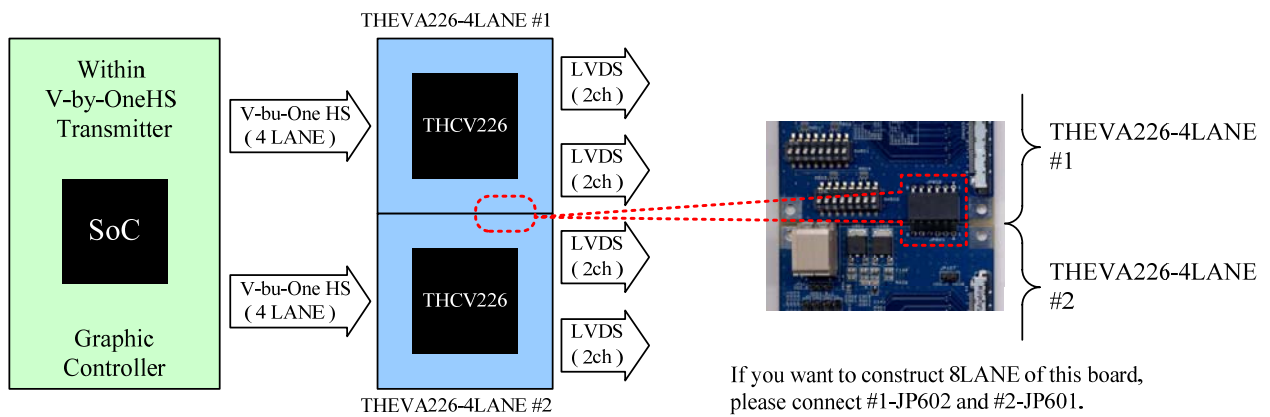 THEVA226-4LANE #1
Within
V-by-OneHS
Transmitter
SoC
Graphic
Controller
V-bu-One HS
( 4 LANE )
V-bu-One HS
( 4 LANE )
THCV226
THCV226
LVDS
( 2ch )
LVDS
( 2ch )
LVDS
( 2ch )
LVDS
( 2ch )
THEVA226-4LANE #2
THEVA226-4LANE
#1
THEVA226-4LANE
#2
If you want to construct 8LANE of this board,
please connect #1-JP602 and #2-JP601.